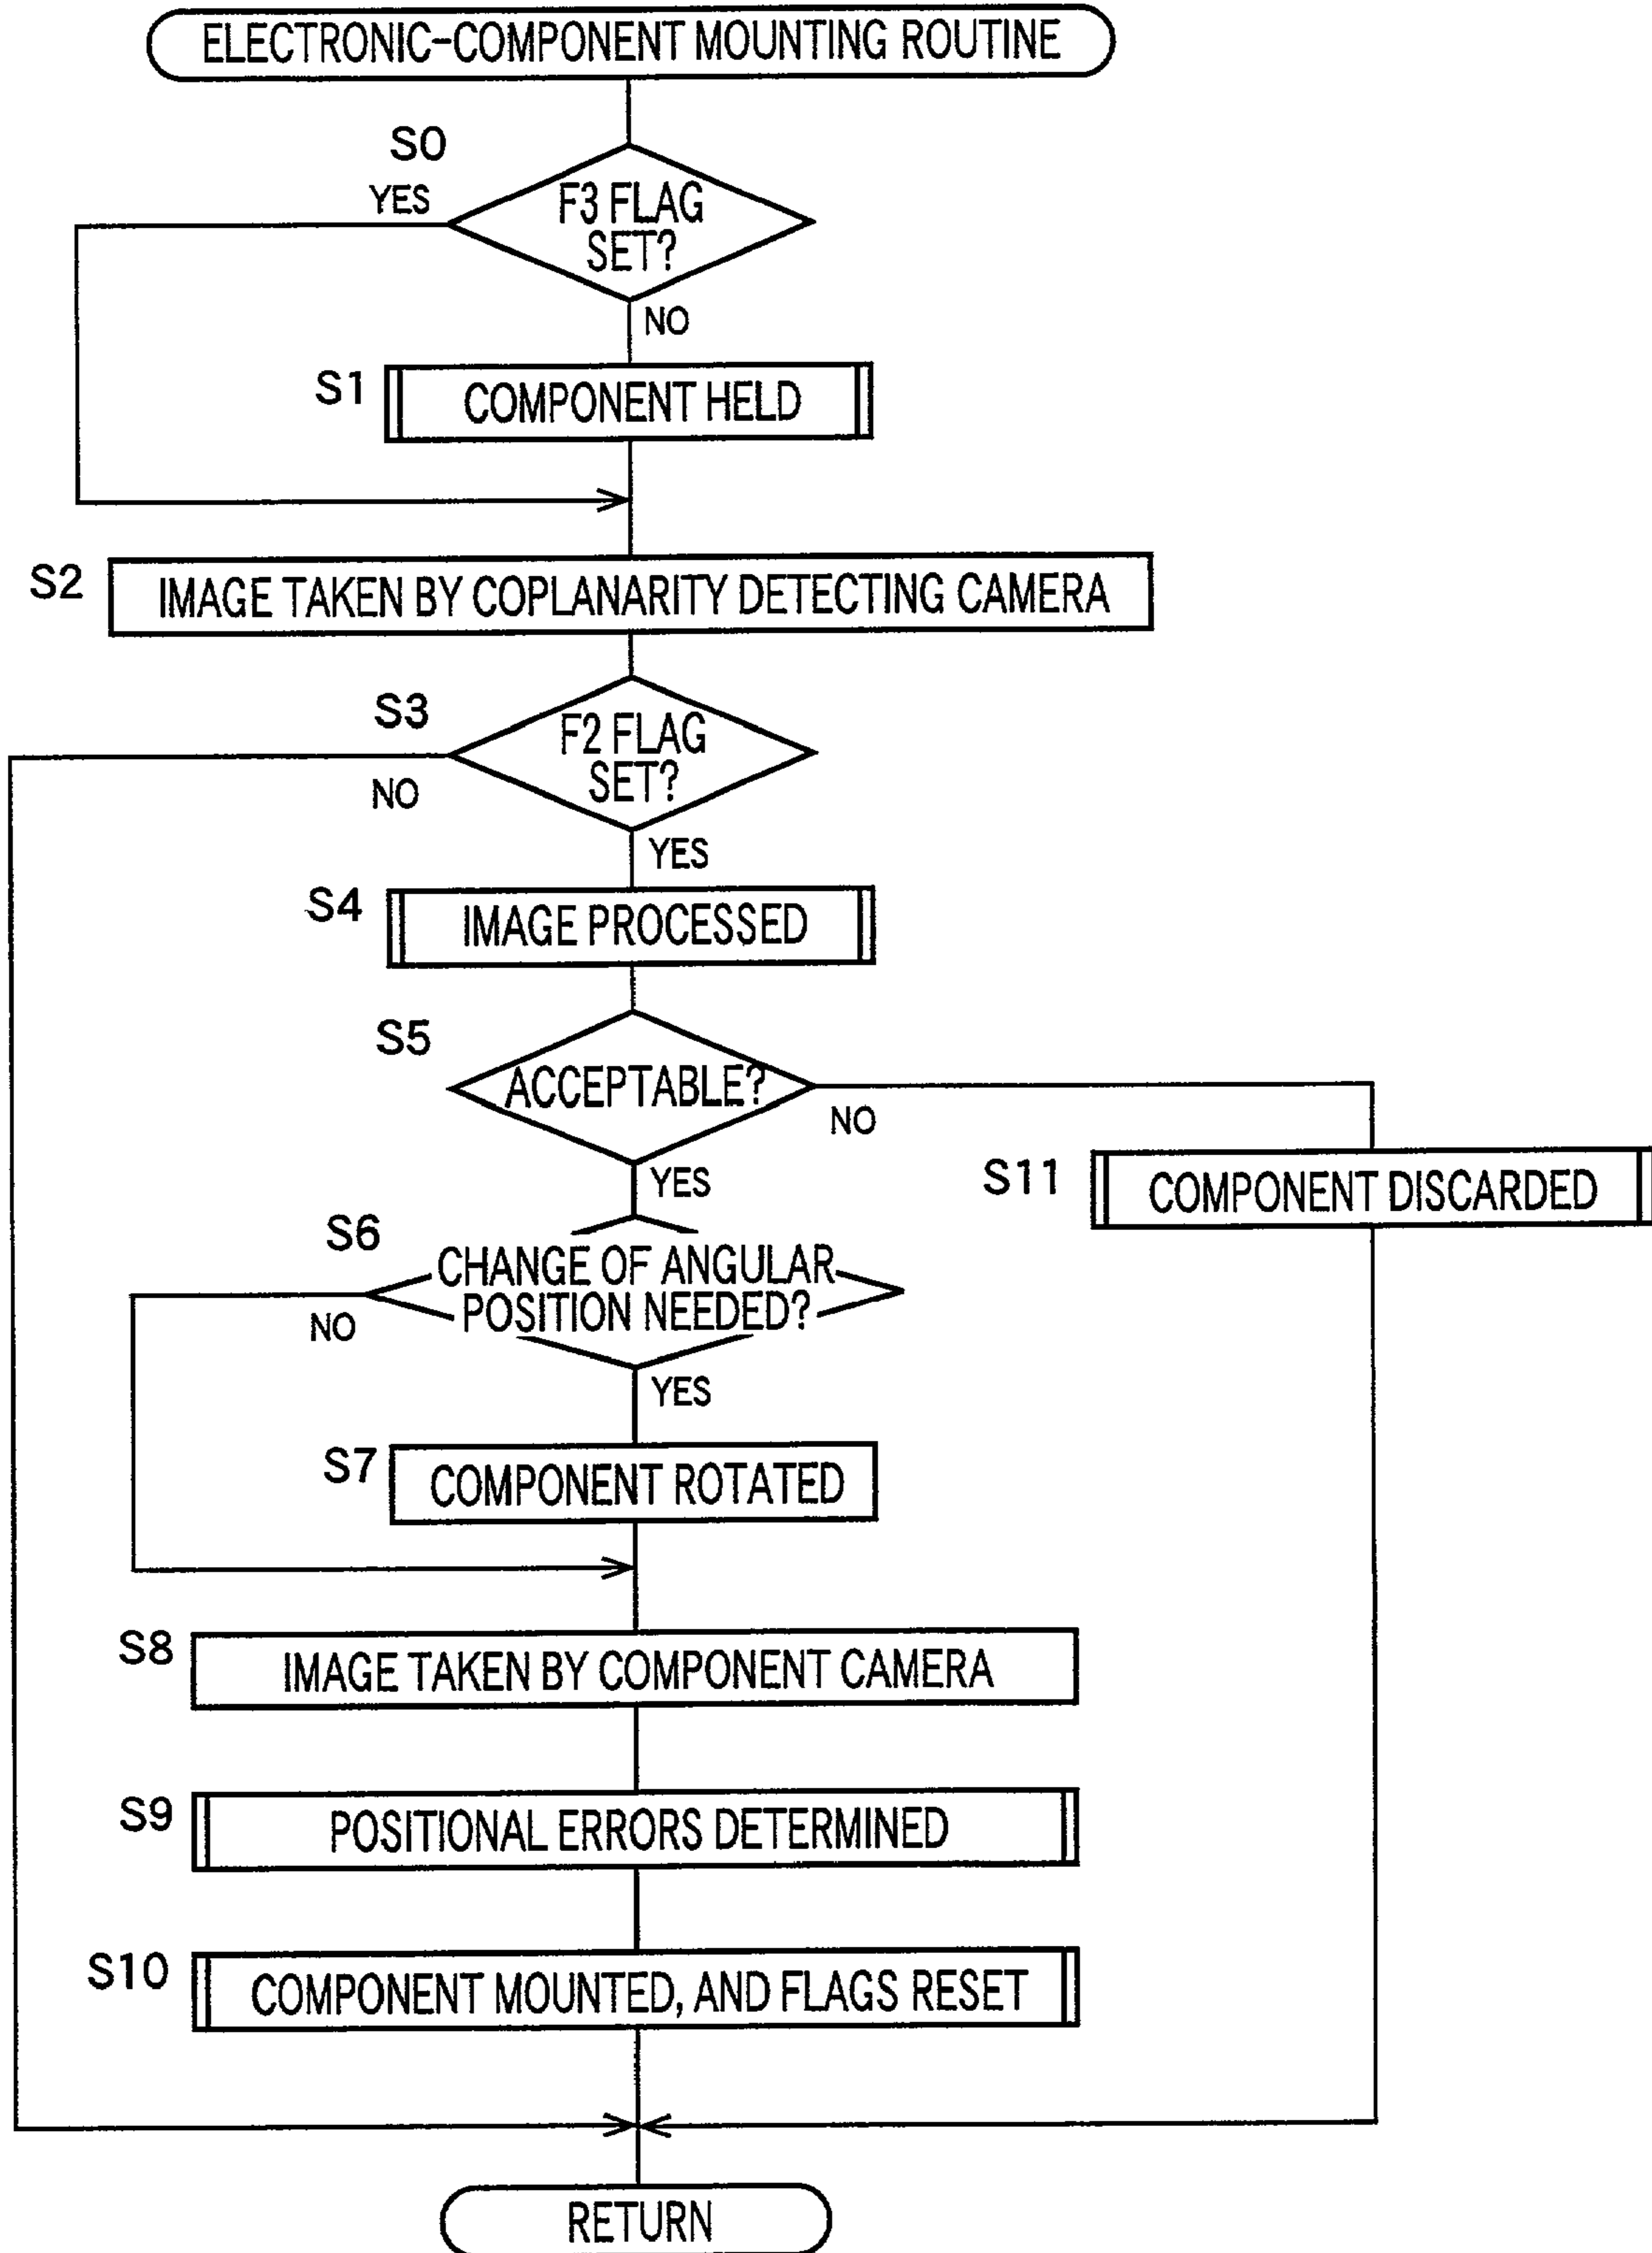 ELECTRONIC-COMPONENT MOUNTING ROUTINE
S0
YES
F3 FLAG
SET?
NO
S1
COMPONENT HELD
S2
IMAGE TAKEN BY COPLANARITY DETECTING CAMERA
S3
F2 FLAG
SET?
NO
YES
S4
IMAGE PROCESSED
S5
ACCEPTABLE?
NO
YES
S11
COMPONENT DISCARDED
S6
CHANGE OF ANGULAR
POSITION NEEDED?
NO
YES
S7
COMPONENT ROTATED
S8
IMAGE TAKEN BY COMPONENT CAMERA
S9
POSITIONAL ERRORS DETERMINED
S10
COMPONENT MOUNTED, AND FLAGS RESET
RETURN